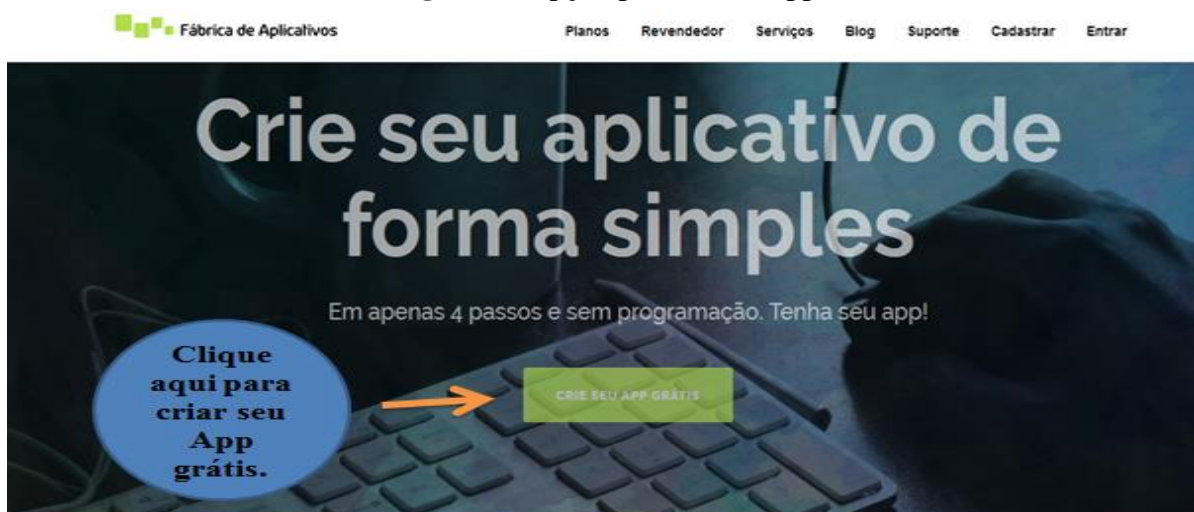 Fábrica de Aplicativos
Planos Revendedor Serviços Blog Suporte Cadastrar Entrar
Crie seu aplicativo de
forma simples
Em apenas 4 passos e sem programação. Tenha seu app!
Clique
aqui para
criar seu
App
grátis.
CRIE SEU APP GRÁTIS